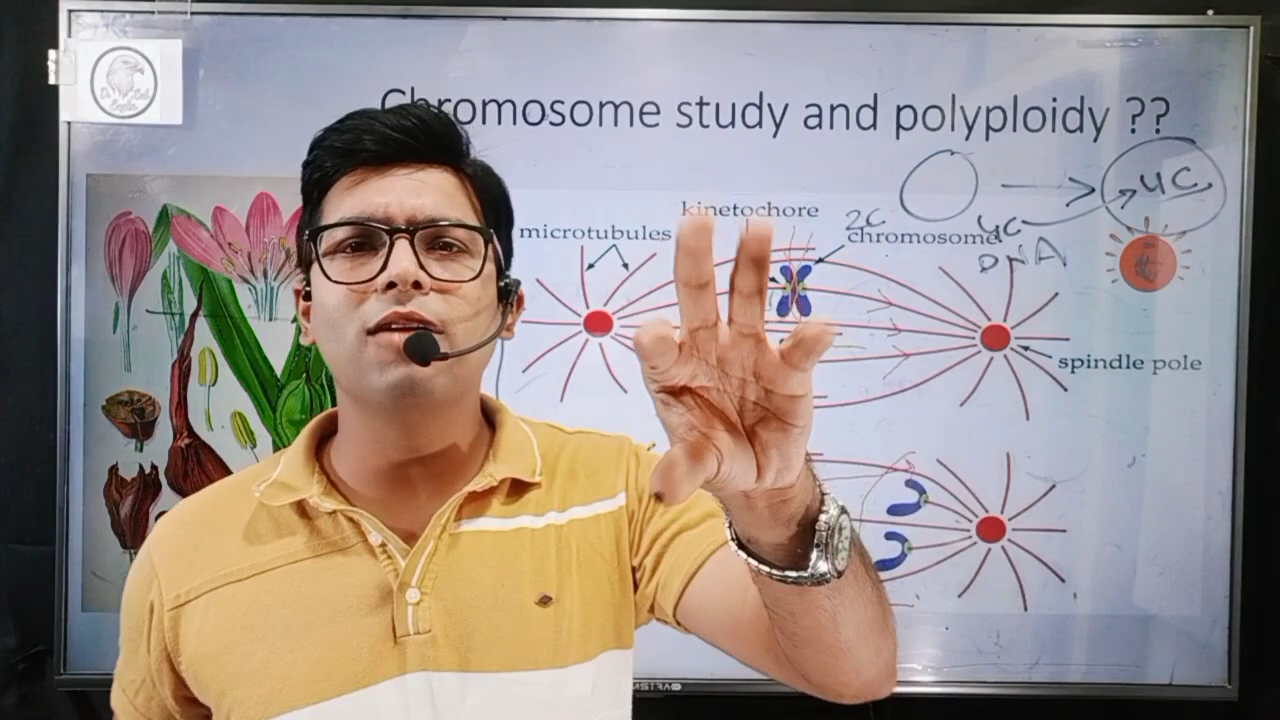 Chromosome study and polyploidy ??
kinetochore
microtubules
2C
chromosome
4C
DNA
4C
spindle pole